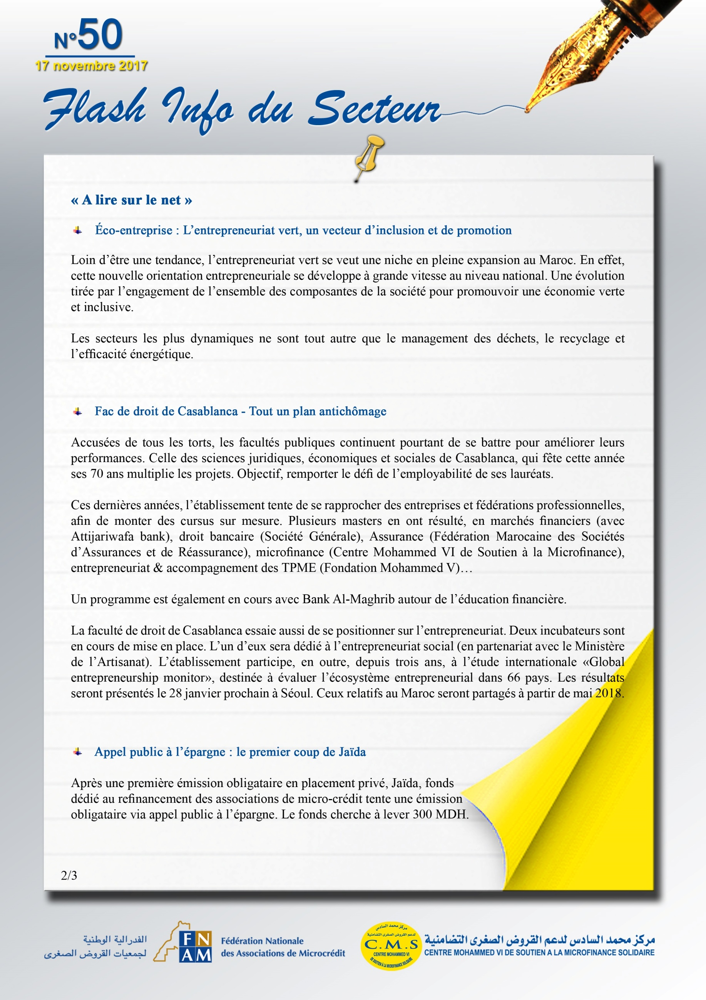 N°50
17 novembre 2017
Flash Info du Secteur
« A lire sur le net »
Éco-entreprise : L’entrepreneuriat vert, un vecteur d’inclusion et de promotion
Loin d’être une tendance, l’entrepreneuriat vert se veut une niche en pleine expansion au Maroc. En effet,
cette nouvelle orientation entrepreneuriale se développe à grande vitesse au niveau national. Une évolution
tirée par l’engagement de l’ensemble des composantes de la société pour promouvoir une économie verte
et inclusive.
Les secteurs les plus dynamiques ne sont tout autre que le management des déchets, le recyclage et
l’efficacité énergétique.
Fac de droit de Casablanca - Tout un plan antichômage
Accusées de tous les torts, les facultés publiques continuent pourtant de se battre pour améliorer leurs
performances. Celle des sciences juridiques, économiques et sociales de Casablanca, qui fête cette année
ses 70 ans multiplie les projets. Objectif, remporter le défi de l’employabilité de ses lauréats.
Ces dernières années, l’établissement tente de se rapprocher des entreprises et fédérations professionnelles,
afin de monter des cursus sur mesure. Plusieurs masters en ont résulté, en marchés financiers (avec
Attijariwafa bank), droit bancaire (Société Générale), Assurance (Fédération Marocaine des Sociétés
d’Assurances et de Réassurance), microfinance (Centre Mohammed VI de Soutien à la Microfinance),
entrepreneuriat & accompagnement des TPME (Fondation Mohammed V)…
Un programme est également en cours avec Bank Al-Maghrib autour de l’éducation financière.
La faculté de droit de Casablanca essaie aussi de se positionner sur l’entrepreneuriat. Deux incubateurs sont
en cours de mise en place. L’un d’eux sera dédié à l’entrepreneuriat social (en partenariat avec le Ministère
de l’Artisanat). L’établissement participe, en outre, depuis trois ans, à l’étude internationale «Global
entrepreneurship monitor», destinée à évaluer l’écosystème entrepreneurial dans 66 pays. Les résultats
seront présentés le 28 janvier prochain à Séoul. Ceux relatifs au Maroc seront partagés à partir de mai 2018.
Appel public à l’épargne : le premier coup de Jaïda
Après une première émission obligataire en placement privé, Jaïda, fonds
dédié au refinancement des associations de micro-crédit tente une émission
obligataire via appel public à l’épargne. Le fonds cherche à lever 300 MDH.
2/3
الفدرالية الوطنية
لجمعيات القروض الصغرى
FN
AM
Fédération Nationale
des Associations de Microcrédit
مركز محمد السادس
لدعم القروض الصغرى التضامنية
C.M.S
CENTRE MOHAMMED VI
DE SOUTIEN À LA MICROFINANCE SOLIDAIRE
مركز محمد السادس لدعم القروض الصغرى التضامنية
CENTRE MOHAMMED VI DE SOUTIEN A LA MICROFINANCE SOLIDAIRE